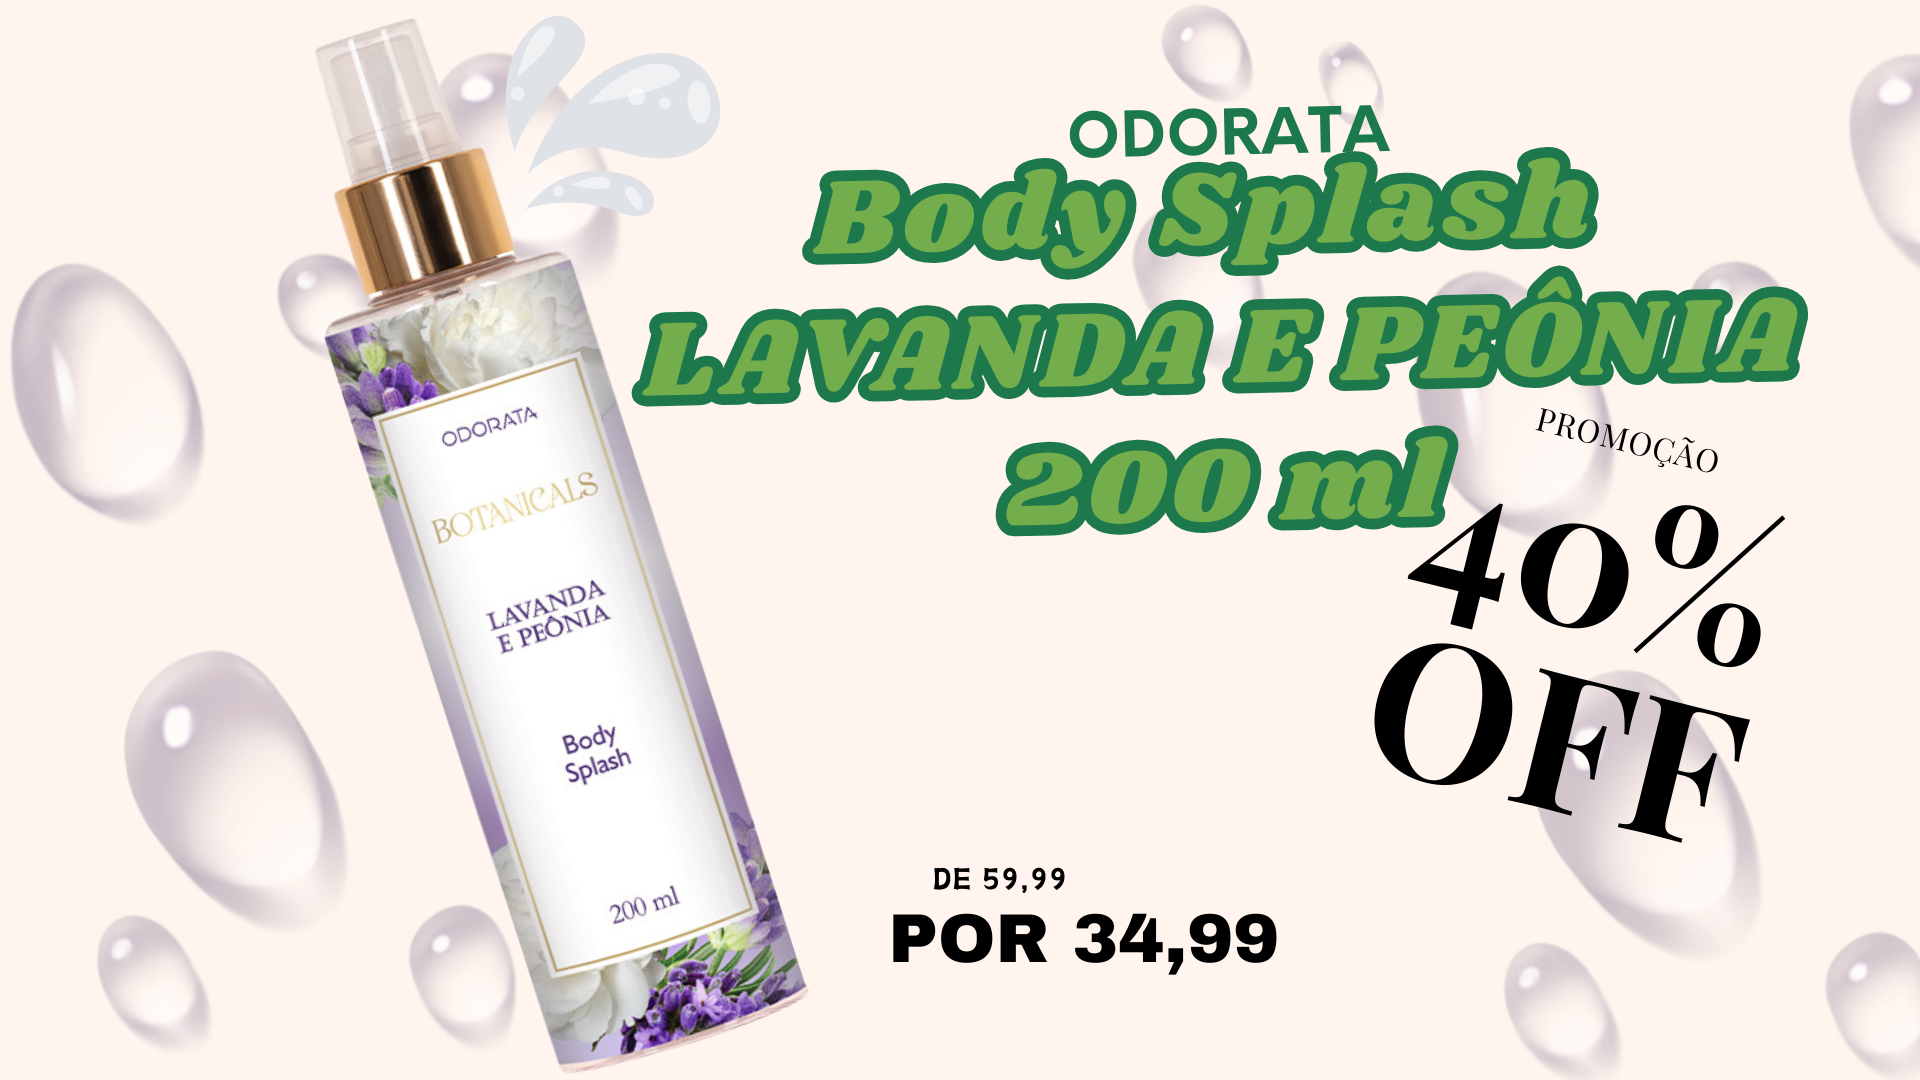 ODORATA
Body Splash
LAVANDA E PEÔNIA
200 ml
PROMOÇÃO
40%
OFF
DE 59,99
POR 34,99
ODORATA
BOTANICALS
LAVANDA
E PEÔNIA
Body
Splash
200 ml